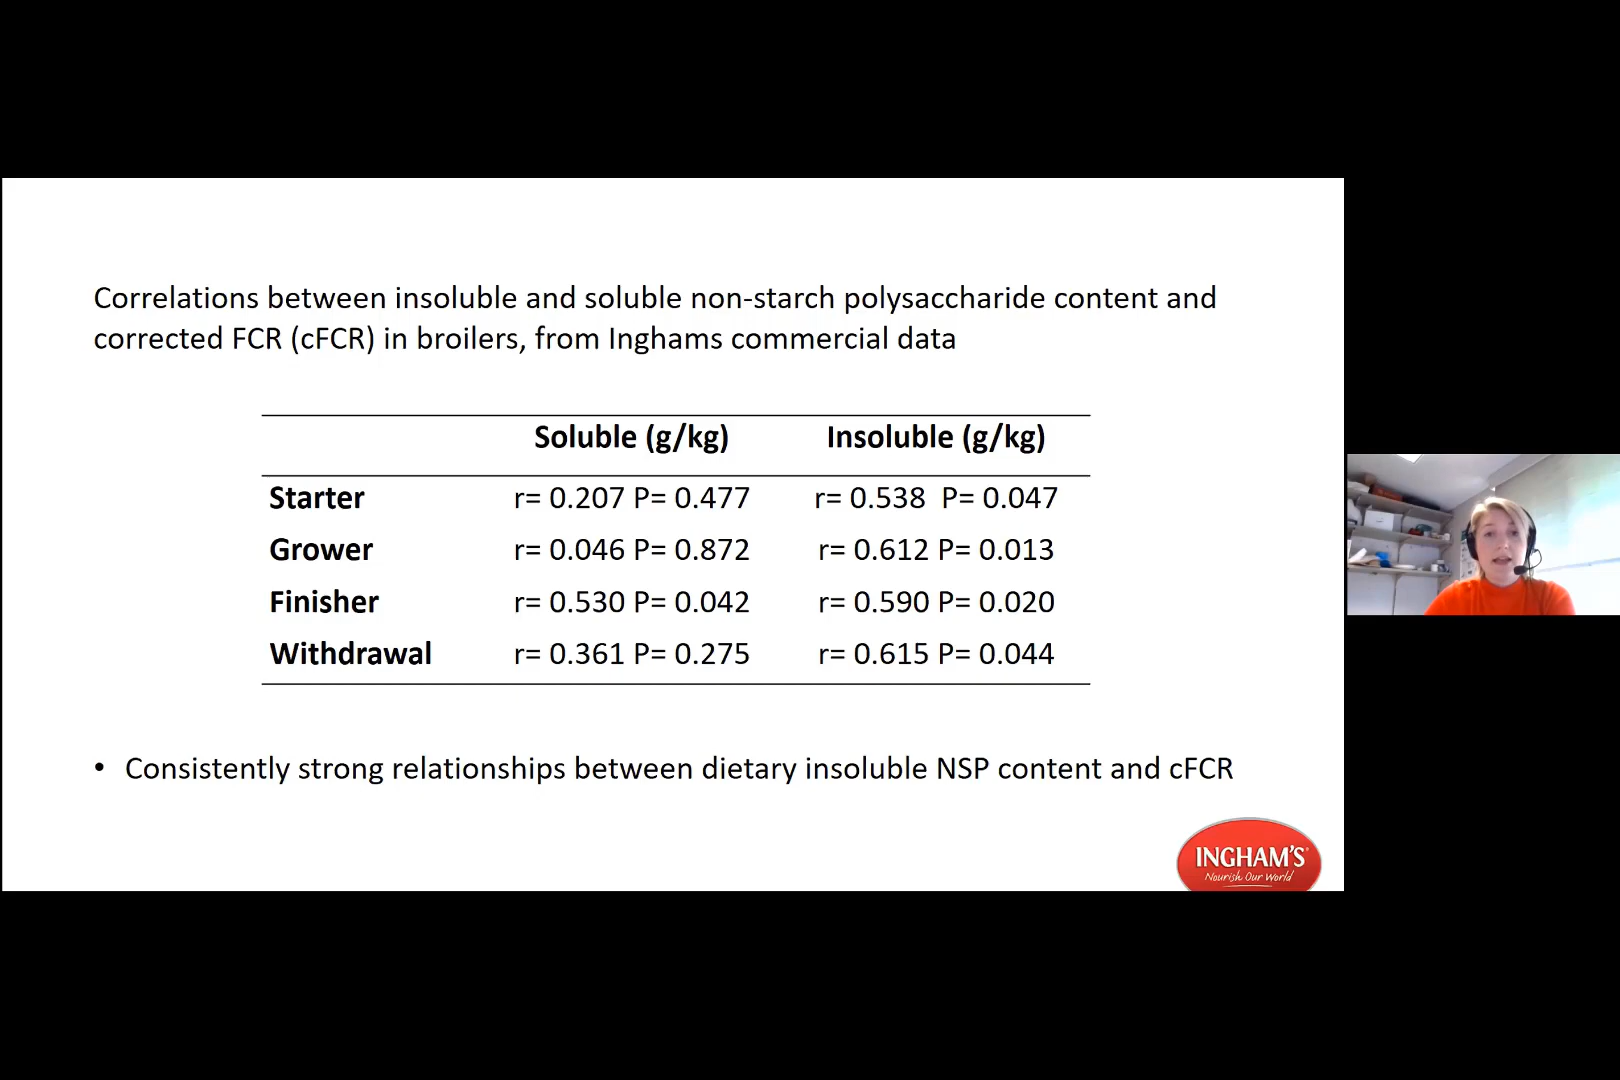 Correlations between insoluble and soluble non-starch polysaccharide content and
corrected FCR (cFCR) in broilers, from Inghams commercial data
Soluble (g/kg) Insoluble (g/kg)
Starter r= 0.207 P= 0.477 r= 0.538 P= 0.047
Grower r= 0.046 P= 0.872 r= 0.612 P= 0.013
Finisher r= 0.530 P= 0.042 r= 0.590 P= 0.020
Withdrawal r= 0.361 P= 0.275 r= 0.615 P= 0.044
• Consistently strong relationships between dietary insoluble NSP content and cFCR
INGHAM'S
Nourish Our World